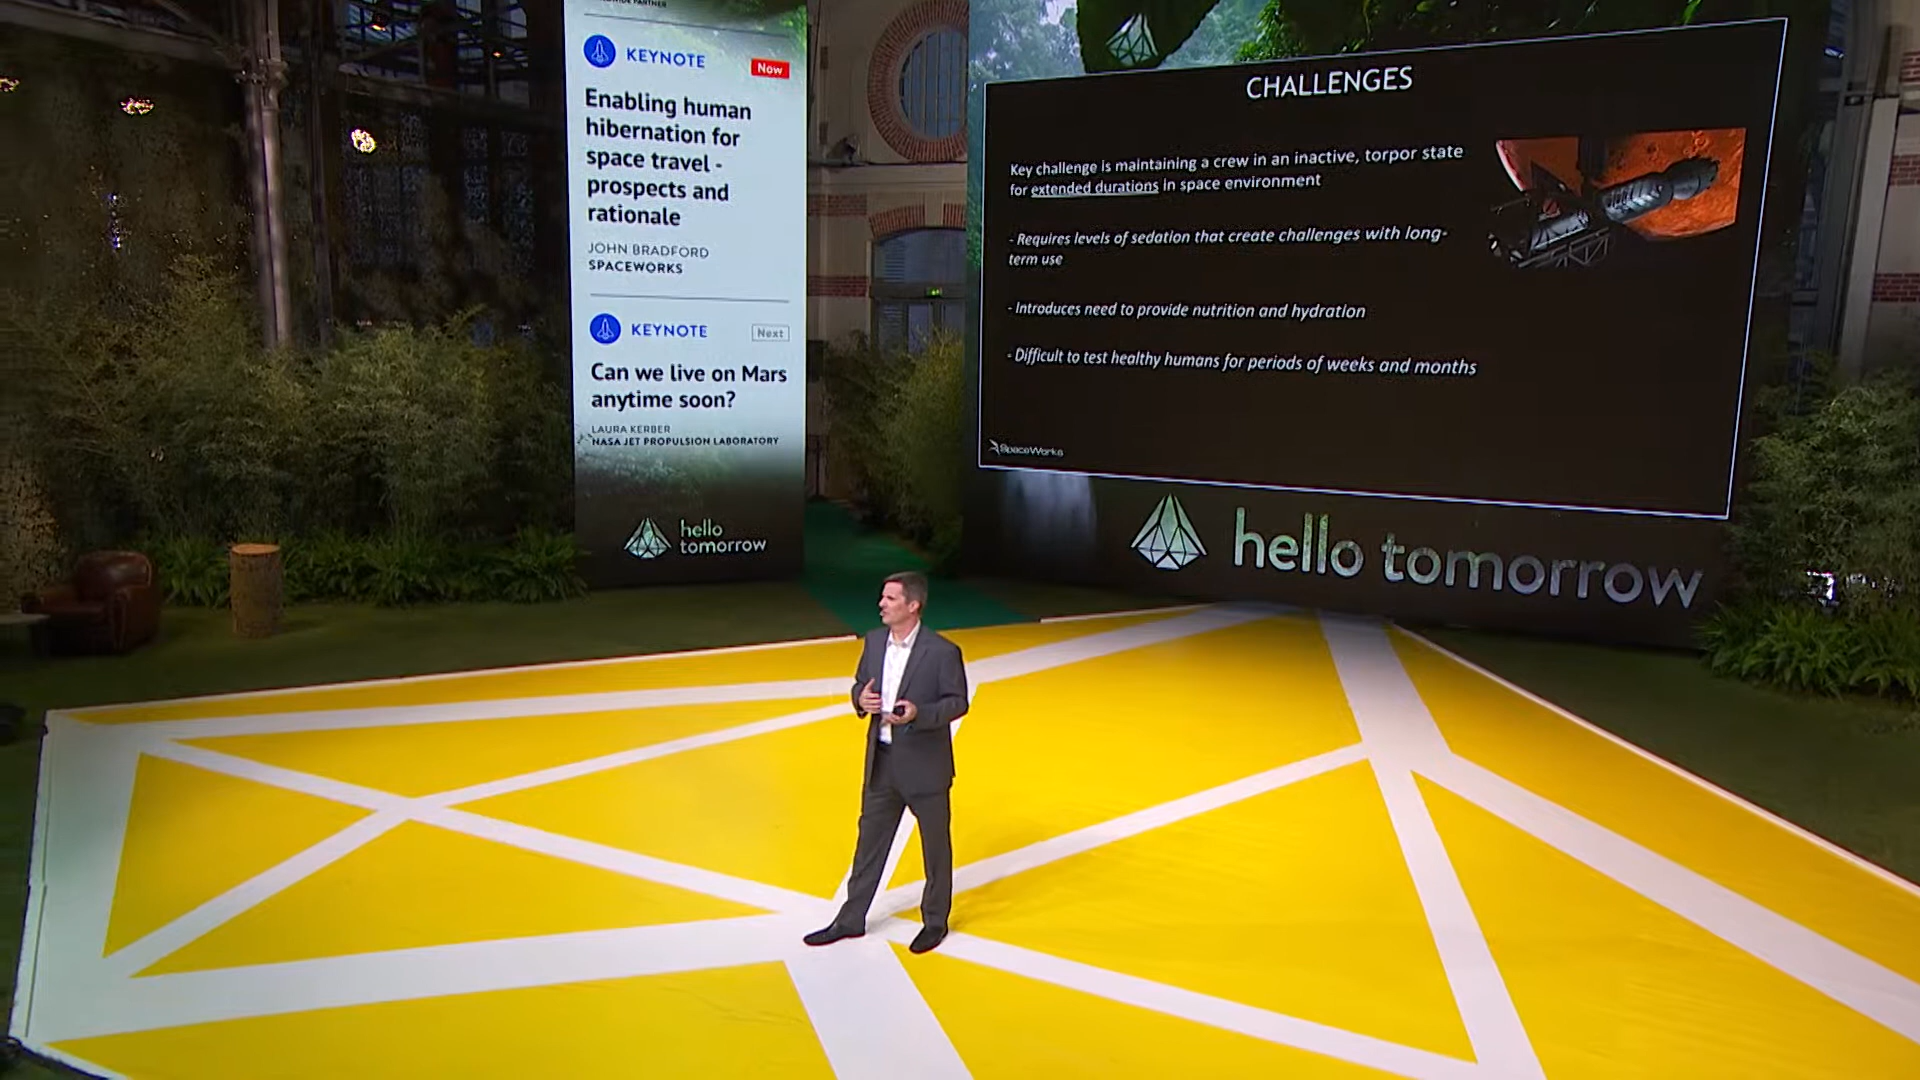 KEYNOTE
Now
Enabling human
hibernation for
space travel -
prospects and
rationale
JOHN BRADFORD
SPACEWORKS
KEYNOTE
Next
Can we live on Mars
anytime soon?
LAURA KERBER
NASA JET PROPULSION LABORATORY
hello
tomorrow
CHALLENGES
Key challenge is maintaining a crew in an inactive, torpor state
for extended durations in space environment
- Requires levels of sedation that create challenges with long-
term use
- Introduces need to provide nutrition and hydration
- Difficult to test healthy humans for periods of weeks and months
SpaceWorks
hello tomorrow